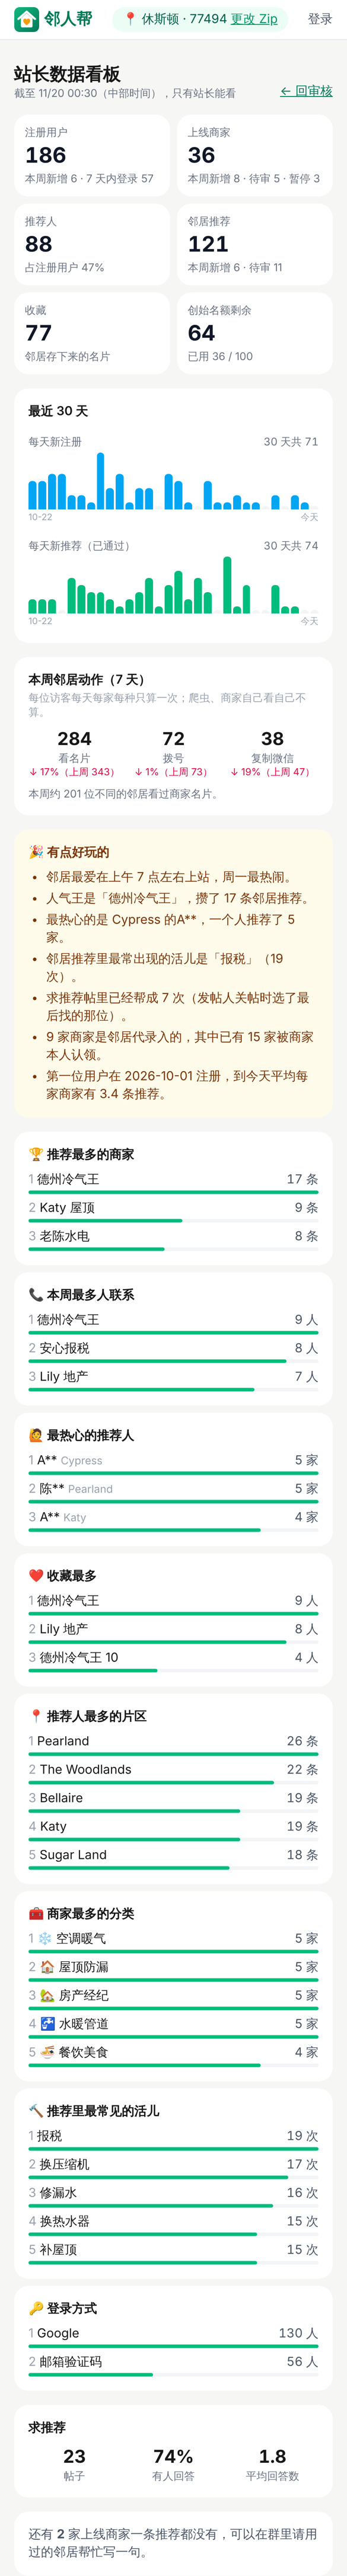 邻人帮
📍 休斯顿 · 77494 更改 Zip
登录
站长数据看板
截至 11/20 00:30（中部时间），只有站长能看
← 回审核
注册用户
186
本周新增 6 · 7 天内登录 57
上线商家
36
本周新增 8 · 待审 5 · 暂停 3
推荐人
88
占注册用户 47%
邻居推荐
121
本周新增 6 · 待审 11
收藏
77
邻居存下来的名片
创始名额剩余
64
已用 36 / 100
最近 30 天
每天新注册
30 天共 71
10-22
今天
每天新推荐（已通过）
30 天共 74
10-22
今天
本周邻居动作（7 天）
每位访客每天每家每种只算一次；爬虫、商家自己看自己不
算。
284
看名片
↓ 17%（上周 343）
72
拨号
↓ 1%（上周 73）
38
复制微信
↓ 19%（上周 47）
本周约 201 位不同的邻居看过商家名片。
🎉 有点好玩的
• 邻居最爱在上午 7 点左右上站，周一最热闹。
• 人气王是「德州冷气王」，攒了 17 条邻居推荐。
• 最热心的是 Cypress 的A**，一个人推荐了 5
家。
• 邻居推荐里最常出现的活儿是「报税」（19
次）。
• 求推荐帖里已经帮成 7 次（发帖人关帖时选了最
后找的那位）。
• 9 家商家是邻居代录入的，其中已有 15 家被商家
本人认领。
• 第一位用户在 2026-10-01 注册，到今天平均每
家商家有 3.4 条推荐。
🏆 推荐最多的商家
1 德州冷气王
17 条
2 Katy 屋顶
9 条
3 老陈水电
8 条
📞 本周最多人联系
1 德州冷气王
9 人
2 安心报税
8 人
3 Lily 地产
7 人
🙋 最热心的推荐人
1 A** Cypress
5 家
2 陈** Pearland
5 家
3 A** Katy
4 家
❤️ 收藏最多
1 德州冷气王
9 人
2 Lily 地产
8 人
3 德州冷气王 10
4 人
📍 推荐人最多的片区
1 Pearland
26 条
2 The Woodlands
22 条
3 Bellaire
19 条
4 Katy
19 条
5 Sugar Land
18 条
🧰 商家最多的分类
1 ❄️ 空调暖气
5 家
2 🏠 屋顶防漏
5 家
3 🏡 房产经纪
5 家
4 🚰 水暖管道
5 家
5 🍜 餐饮美食
4 家
🔨 推荐里最常见的活儿
1 报税
19 次
2 换压缩机
17 次
3 修漏水
16 次
4 换热水器
15 次
5 补屋顶
15 次
🔑 登录方式
1 Google
130 人
2 邮箱验证码
56 人
求推荐
23
帖子
74%
有人回答
1.8
平均回答数
还有 2 家上线商家一条推荐都没有，可以在群里请用
过的邻居帮忙写一句。